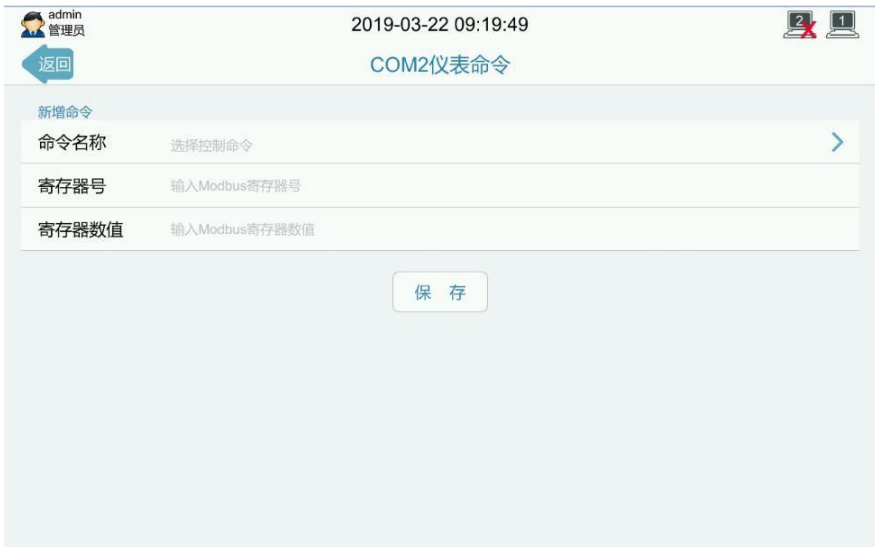 admin
管理员
2019-03-22 09:19:49
2
1
返回
COM2仪表命令
新增命令
命令名称 选择控制命令
寄存器号 输入Modbus寄存器号
寄存器数值 输入Modbus寄存器数值
保 存